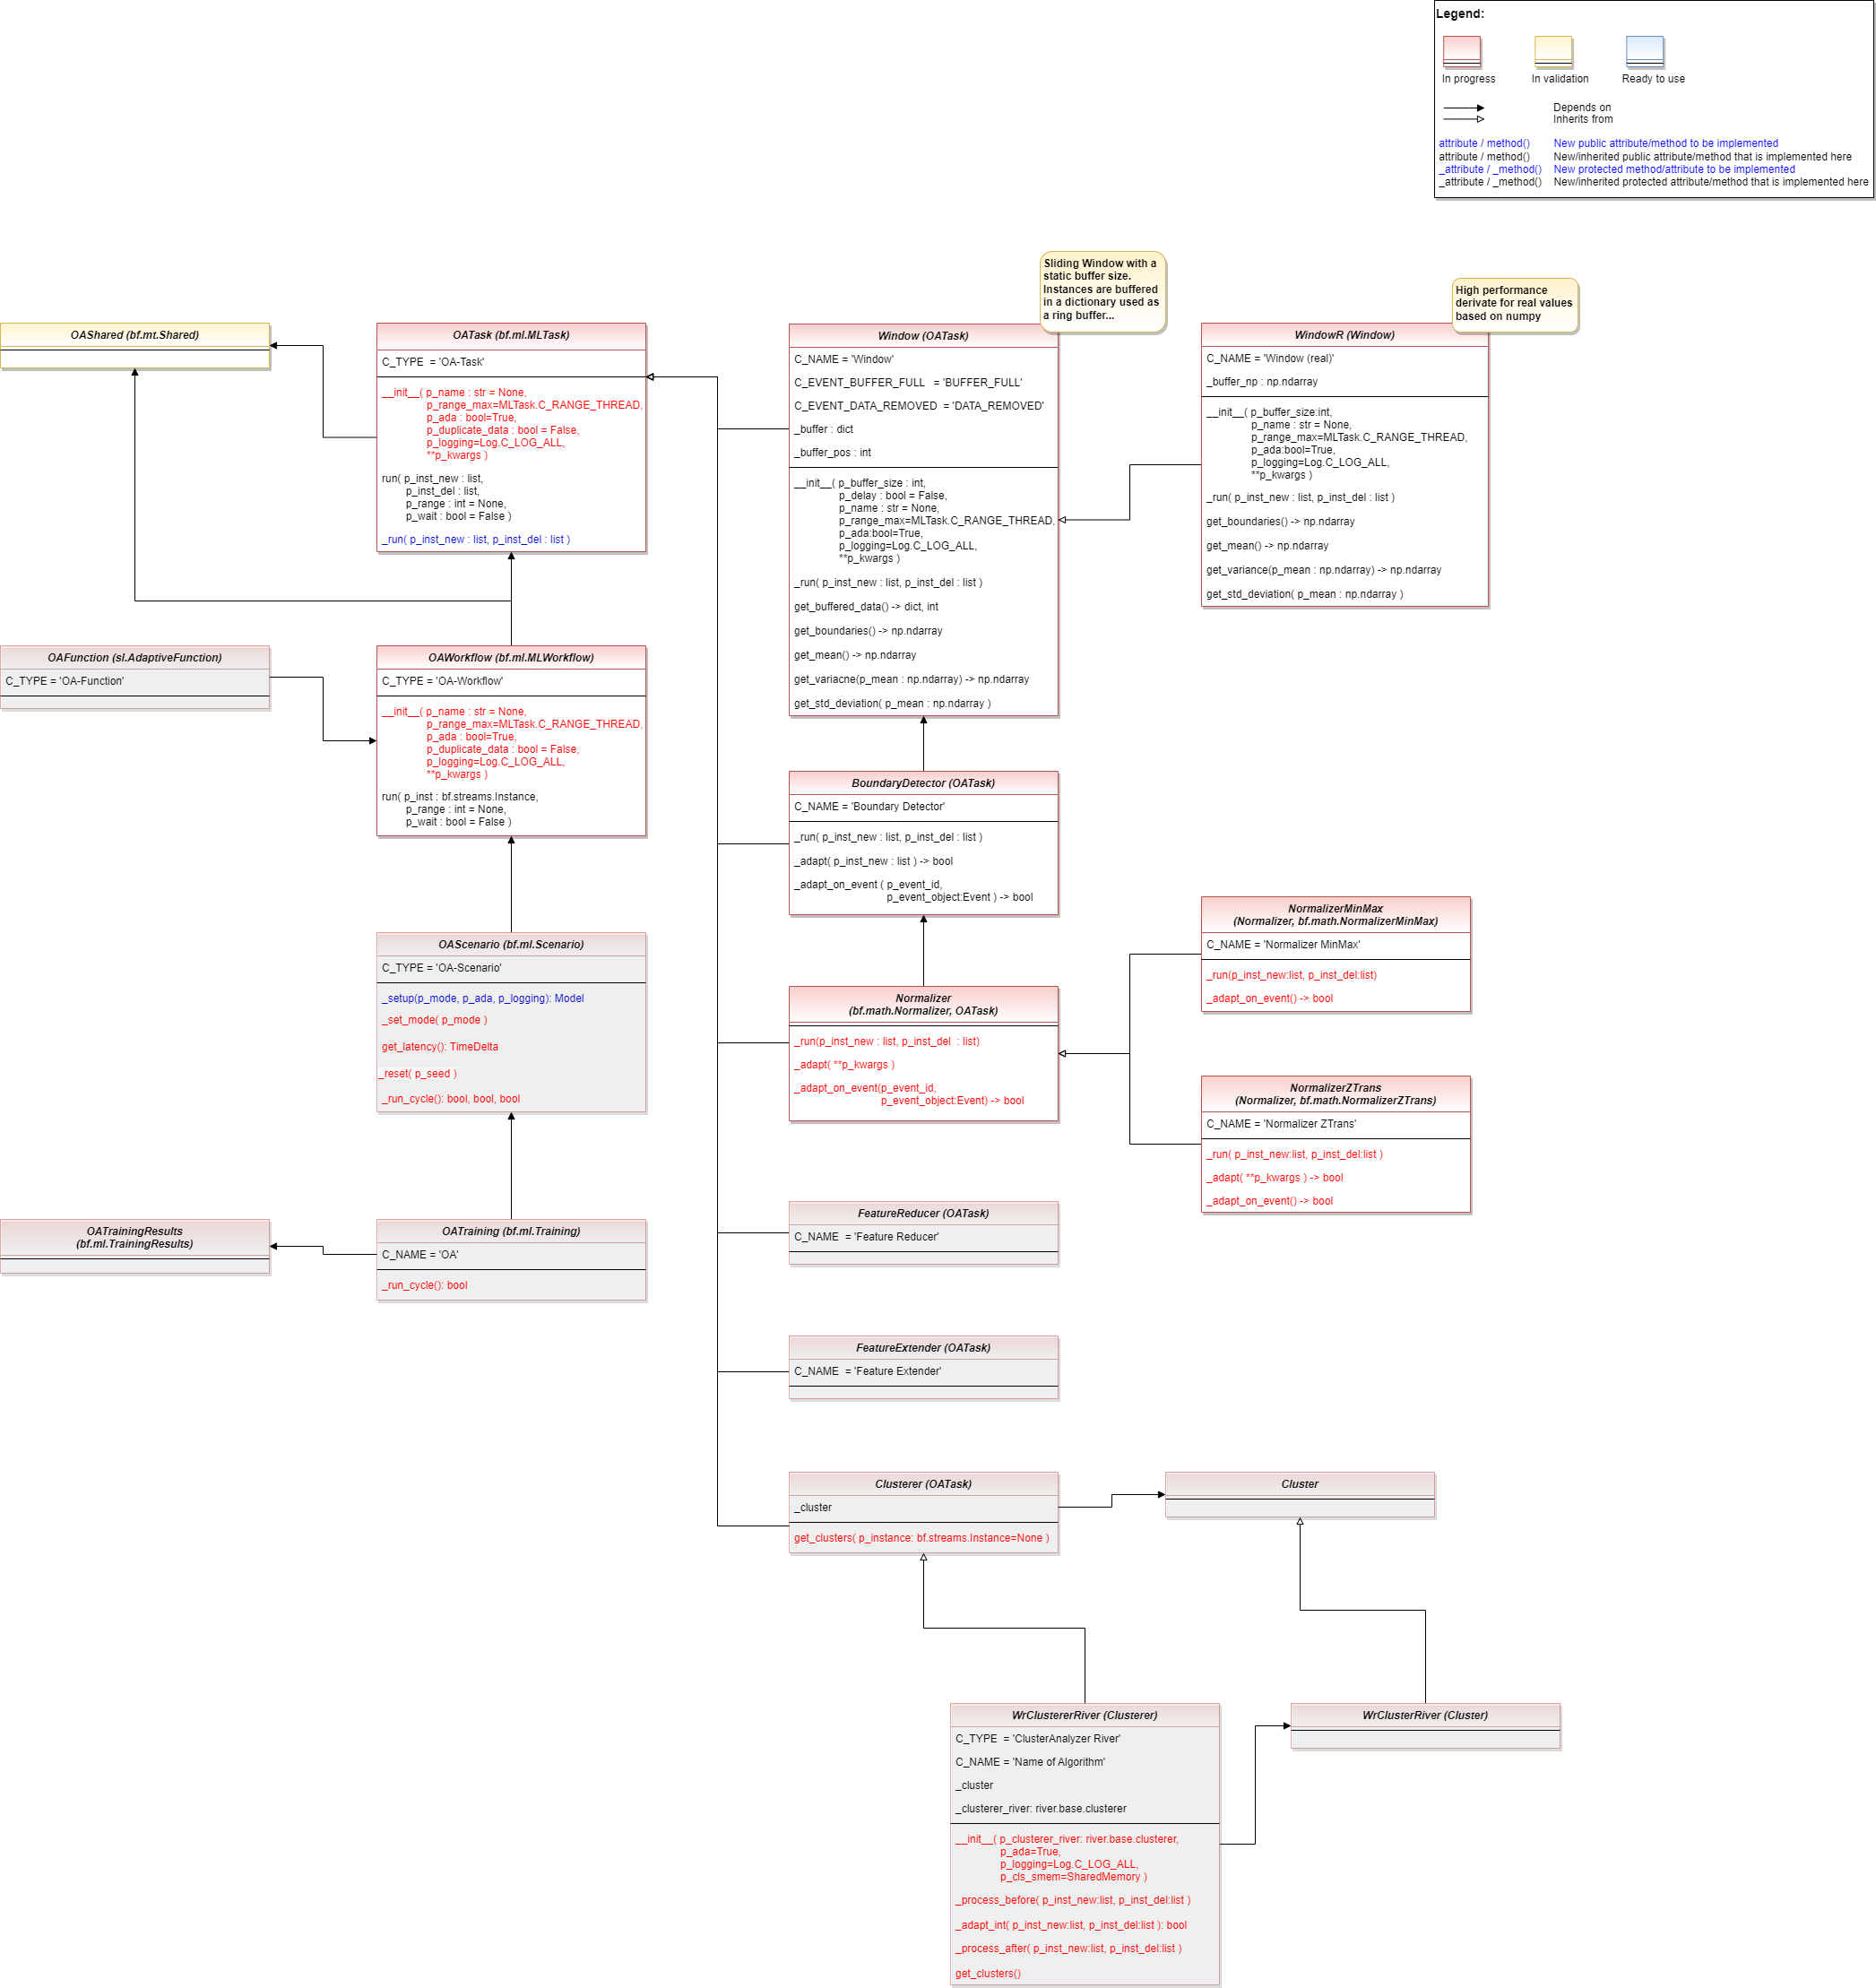 Legend:
In progress
In validation
Ready to use
Depends on
Inherits from
attribute / method() New public attribute/method to be implemented
attribute / method() New/inherited public attribute/method that is implemented here
_attribute / _method() New protected method/attribute to be implemented
_attribute / _method() New/inherited protected attribute/method that is implemented here
Sliding Window with a
static buffer size.
Instances are buffered
in a dictionary used as
a ring buffer...
High performance
derivate for real values
based on numpy
OAShared (bf.mt.Shared)
OATask (bf.ml.MLTask)
C_TYPE  = 'OA-Task'
__init__( p_name : str = None,
p_range_max=MLTask.C_RANGE_THREAD,
p_ada : bool=True,
p_duplicate_data : bool = False,
p_logging=Log.C_LOG_ALL,
**p_kwargs )
run( p_inst_new : list,
p_inst_del : list,
p_range : int = None,
p_wait : bool = False )
_run( p_inst_new : list, p_inst_del : list )
Window (OATask)
C_NAME = 'Window'
C_EVENT_BUFFER_FULL   = 'BUFFER_FULL'
C_EVENT_DATA_REMOVED  = 'DATA_REMOVED'
_buffer : dict
_buffer_pos : int
__init__( p_buffer_size : int,
p_delay : bool = False,
p_name : str = None,
p_range_max=MLTask.C_RANGE_THREAD,
p_ada:bool=True,
p_logging=Log.C_LOG_ALL,
**p_kwargs )
_run( p_inst_new : list, p_inst_del : list )
get_buffered_data() -> dict, int
get_boundaries() -> np.ndarray
get_mean() -> np.ndarray
get_variacne(p_mean : np.ndarray) -> np.ndarray
get_std_deviation( p_mean : np.ndarray )
WindowR (Window)
C_NAME = 'Window (real)'
_buffer_np : np.ndarray
__init__( p_buffer_size:int,
p_name : str = None,
p_range_max=MLTask.C_RANGE_THREAD,
p_ada:bool=True,
p_logging=Log.C_LOG_ALL,
**p_kwargs )
_run( p_inst_new : list, p_inst_del : list )
get_boundaries() -> np.ndarray
get_mean() -> np.ndarray
get_variance(p_mean : np.ndarray) -> np.ndarray
get_std_deviation( p_mean : np.ndarray )
OAFunction (sl.AdaptiveFunction)
C_TYPE = 'OA-Function'
OAWorkflow (bf.ml.MLWorkflow)
C_TYPE = 'OA-Workflow'
__init__( p_name : str = None,
p_range_max=MLTask.C_RANGE_THREAD,
p_ada : bool=True,
p_duplicate_data : bool = False,
p_logging=Log.C_LOG_ALL,
**p_kwargs )
run( p_inst : bf.streams.Instance,
p_range : int = None,
p_wait : bool = False )
BoundaryDetector (OATask)
C_NAME = 'Boundary Detector'
_run( p_inst_new : list, p_inst_del : list )
_adapt( p_inst_new : list ) -> bool
_adapt_on_event ( p_event_id,
p_event_object:Event ) -> bool
OAScenario (bf.ml.Scenario)
C_TYPE = 'OA-Scenario'
_setup(p_mode, p_ada, p_logging): Model
_set_mode( p_mode )
get_latency(): TimeDelta
_reset( p_seed )
_run_cycle(): bool, bool, bool
Normalizer
(bf.math.Normalizer, OATask)
_run(p_inst_new : list, p_inst_del  : list)
_adapt( **p_kwargs )
_adapt_on_event(p_event_id,
p_event_object:Event) -> bool
NormalizerMinMax
(Normalizer, bf.math.NormalizerMinMax)
C_NAME = 'Normalizer MinMax'
_run(p_inst_new:list, p_inst_del:list)
_adapt_on_event() -> bool
NormalizerZTrans
(Normalizer, bf.math.NormalizerZTrans)
C_NAME = 'Normalizer ZTrans'
_run( p_inst_new:list, p_inst_del:list )
_adapt( **p_kwargs ) -> bool
_adapt_on_event() -> bool
OATrainingResults
(bf.ml.TrainingResults)
OATraining (bf.ml.Training)
C_NAME = 'OA'
_run_cycle(): bool
FeatureReducer (OATask)
C_NAME  = 'Feature Reducer'
FeatureExtender (OATask)
C_NAME  = 'Feature Extender'
Clusterer (OATask)
_cluster
get_clusters( p_instance: bf.streams.Instance=None )
Cluster
WrClustererRiver (Clusterer)
C_TYPE  = 'ClusterAnalyzer River'
C_NAME = 'Name of Algorithm'
_cluster
_clusterer_river: river.base.clusterer
__init__( p_clusterer_river: river.base.clusterer,
p_ada=True,
p_logging=Log.C_LOG_ALL,
p_cls_smem=SharedMemory )
_process_before( p_inst_new:list, p_inst_del:list )
_adapt_int( p_inst_new:list, p_inst_del:list ): bool
_process_after( p_inst_new:list, p_inst_del:list )
get_clusters()
WrClusterRiver (Cluster)